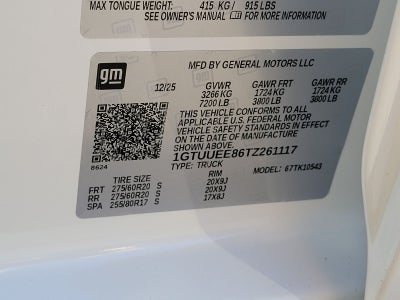 MAX TONGUE WEIGHT: 415 KG / 915 LBS
SEE OWNER'S MANUAL FOR MORE INFORMATION
gm
MFD BY GENERAL MOTORS LLC
12/25 GVWR GAWR FRT GAWR RR
3266 KG 1724 KG 1724 KG
7200 LB 3800 LB 3800 LB
THIS VEHICLE CONFORMS TO ALL
APPLICABLE U.S. FEDERAL MOTOR
VEHICLE SAFETY STANDARDS IN EFFECT
ON THE DATE OF MANUFACTURE
SHOWN ABOVE.
1GTUUEE86TZ261117
8624
TYPE: TRUCK MODEL: 67TK10543
TIRE SIZE RIM
FRT 275/60R20 S 20X9J
RR 275/60R20 S 20X9J
SPA 255/80R17 S 17X8J